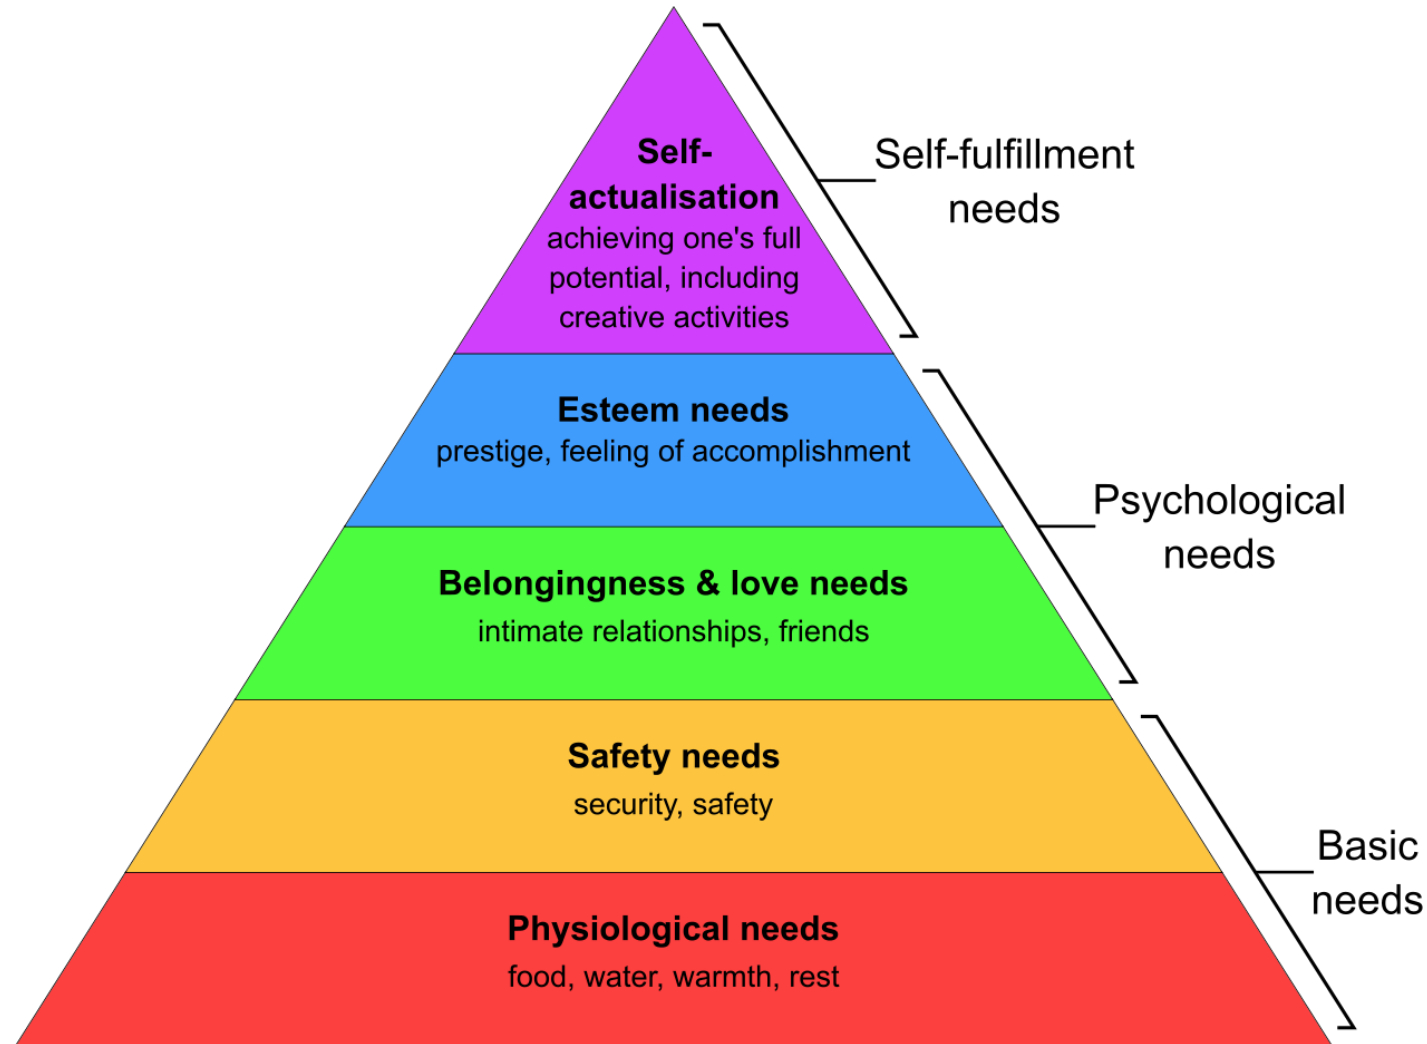 Self-
actualisation
achieving one's full
potential, including
creative activities
Self-fulfillment
needs
Esteem needs
prestige, feeling of accomplishment
Psychological
needs
Belongingness & love needs
intimate relationships, friends
Safety needs
security, safety
Basic
needs
Physiological needs
food, water, warmth, rest